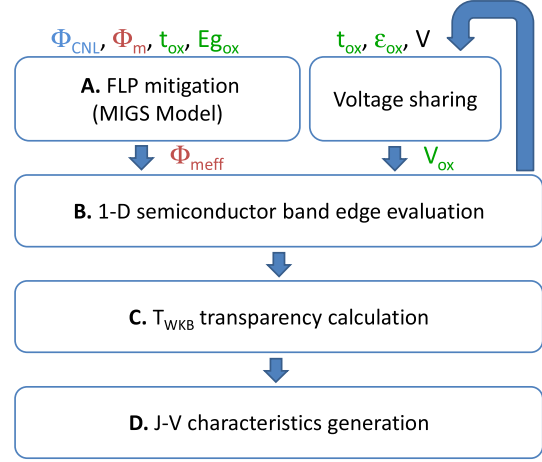 ΦCNL, Φm, tox, Egox
tox, εox, V
A. FLP mitigation
(MIGS Model)
Voltage sharing
Φmeff
Vox
B. 1-D semiconductor band edge evaluation
C. TWKB transparency calculation
D. J-V characteristics generation